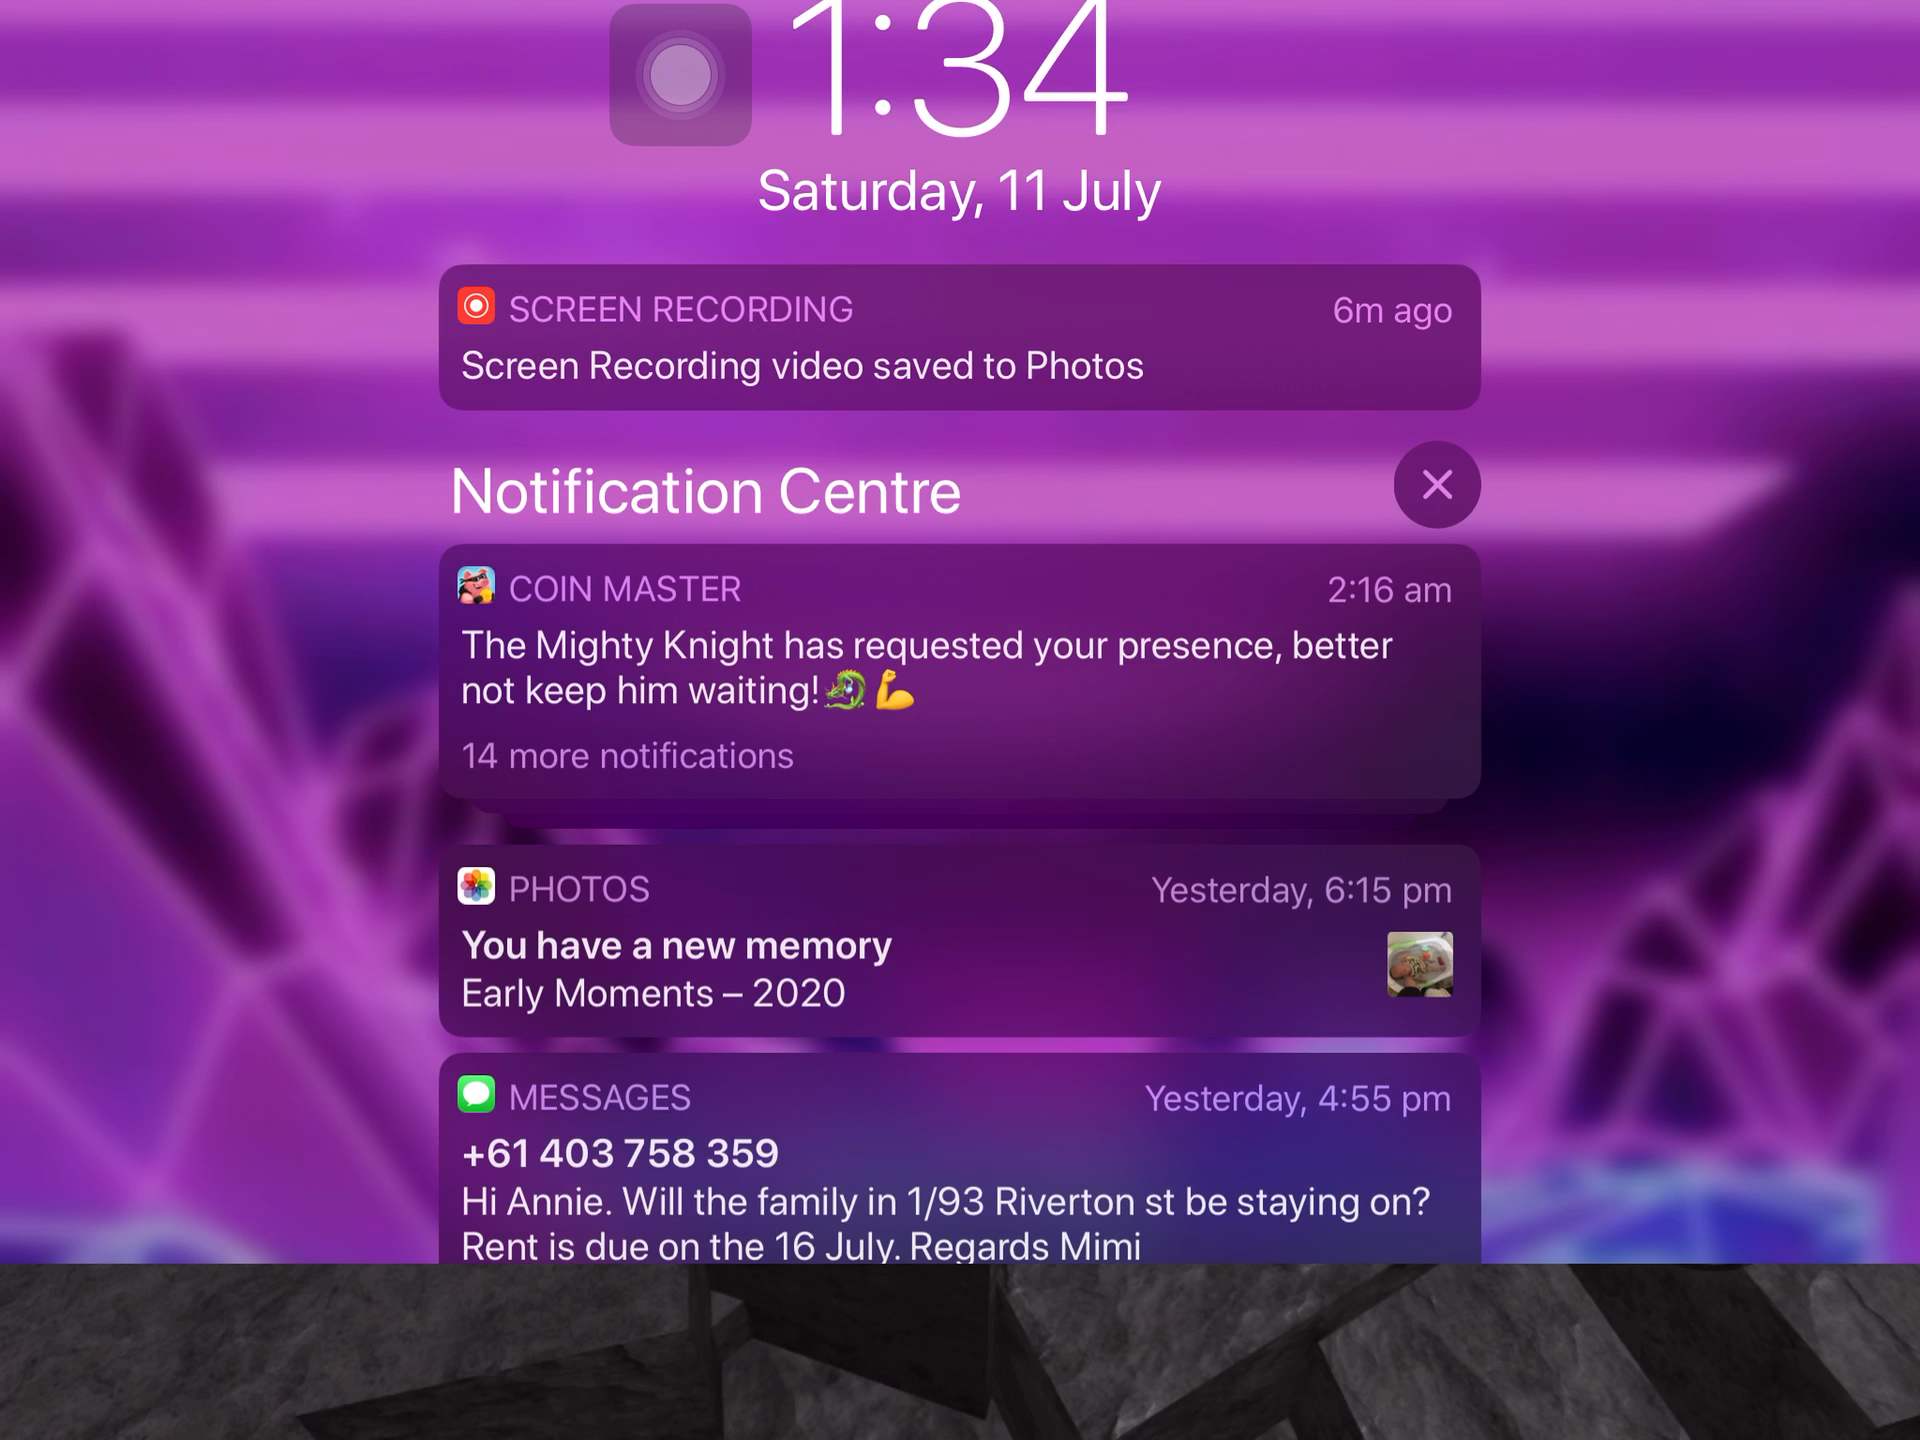 1:34
Saturday, 11 July
SCREEN RECORDING 6m ago
Screen Recording video saved to Photos
Notification Centre
COIN MASTER 2:16 am
The Mighty Knight has requested your presence, better
not keep him waiting!🐉💪
14 more notifications
PHOTOS Yesterday, 6:15 pm
You have a new memory
Early Moments – 2020
MESSAGES Yesterday, 4:55 pm
+61 403 758 359
Hi Annie. Will the family in 1/93 Riverton st be staying on?
Rent is due on the 16 July. Regards Mimi